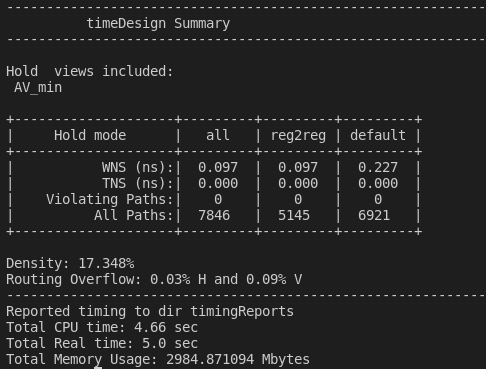 ------------------------------------------------------------
          timeDesign Summary
------------------------------------------------------------

Hold  views included:
 AV_min

+--------------------+---------+---------+---------+
|     Hold mode      |   all   | reg2reg | default |
+--------------------+---------+---------+---------+
|           WNS (ns):|  0.097  |  0.097  |  0.227  |
|           TNS (ns):|  0.000  |  0.000  |  0.000  |
|    Violating Paths:|    0    |    0    |    0    |
|          All Paths:|  7846   |  5145   |  6921   |
+--------------------+---------+---------+---------+

Density: 17.348%
Routing Overflow: 0.03% H and 0.09% V
------------------------------------------------------------
Reported timing to dir timingReports
Total CPU time: 4.66 sec
Total Real time: 5.0 sec
Total Memory Usage: 2984.871094 Mbytes